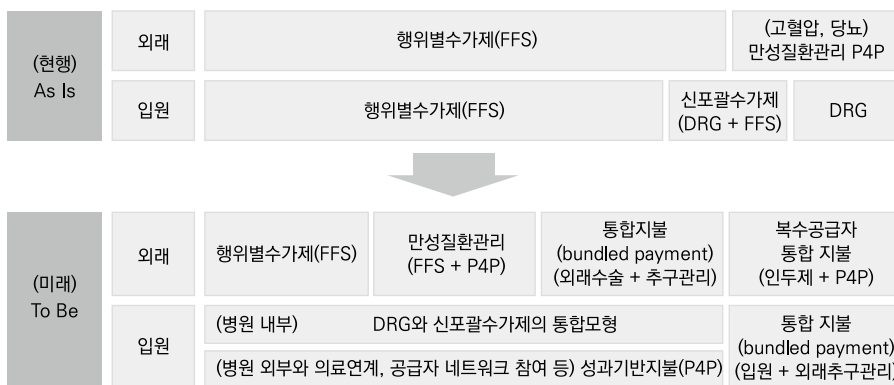 (현행)
As Is
외래
행위별수가제(FFS)
(고혈압, 당뇨)
만성질환관리 P4P
입원
행위별수가제(FFS)
신포괄수가제
(DRG + FFS)
DRG
(미래)
To Be
외래
행위별수가제(FFS)
만성질환관리
(FFS + P4P)
통합지불
(bundled payment)
(외래수술 + 추구관리)
복수공급자
통합 지불
(인두제 + P4P)
입원
(병원 내부) DRG와 신포괄수가제의 통합모형
(병원 외부와 의료연계, 공급자 네트워크 참여 등) 성과기반지불(P4P)
통합 지불
(bundled payment)
(입원 + 외래추구관리)